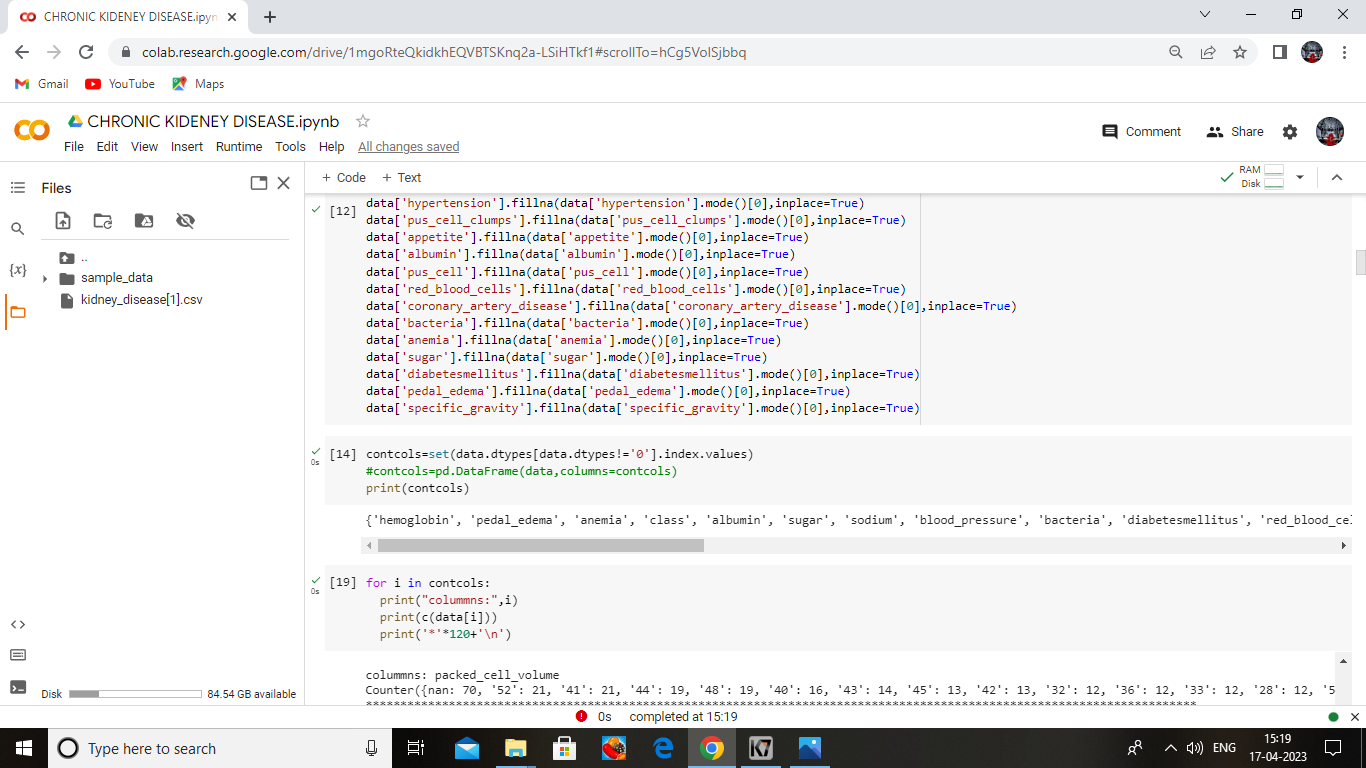 CHRONIC KIDENEY DISEASE.ipyn
colab.research.google.com/drive/1mgoRteQkidkhEQVBTSKnq2a-LSiHTkf1#scrollTo=hCg5VolSjbbq
Gmail YouTube Maps
CHRONIC KIDENEY DISEASE.ipynb
Comment Share
File Edit View Insert Runtime Tools Help All changes saved
Files
+ Code + Text
RAM
Disk
..
sample_data
kidney_disease[1].csv
{x}
[12]
data['hypertension'].fillna(data['hypertension'].mode()[0],inplace=True)
data['pus_cell_clumps'].fillna(data['pus_cell_clumps'].mode()[0],inplace=True)
data['appetite'].fillna(data['appetite'].mode()[0],inplace=True)
data['albumin'].fillna(data['albumin'].mode()[0],inplace=True)
data['pus_cell'].fillna(data['pus_cell'].mode()[0],inplace=True)
data['red_blood_cells'].fillna(data['red_blood_cells'].mode()[0],inplace=True)
data['coronary_artery_disease'].fillna(data['coronary_artery_disease'].mode()[0],inplace=True)
data['bacteria'].fillna(data['bacteria'].mode()[0],inplace=True)
data['anemia'].fillna(data['anemia'].mode()[0],inplace=True)
data['sugar'].fillna(data['sugar'].mode()[0],inplace=True)
data['diabetesmellitus'].fillna(data['diabetesmellitus'].mode()[0],inplace=True)
data['pedal_edema'].fillna(data['pedal_edema'].mode()[0],inplace=True)
data['specific_gravity'].fillna(data['specific_gravity'].mode()[0],inplace=True)
0s
[14] contcols=set(data.dtypes[data.dtypes!='0'].index.values)
#contcols=pd.DataFrame(data,columns=contcols)
print(contcols)
{'hemoglobin', 'pedal_edema', 'anemia', 'class', 'albumin', 'sugar', 'sodium', 'blood_pressure', 'bacteria', 'diabetesmellitus', 'red_blood_cel
0s
[19] for i in contcols:
print("colummns:",i)
print(c(data[i]))
print('*'*120+'\n')
colummns: packed_cell_volume
Counter({nan: 70, '52': 21, '41': 21, '44': 19, '48': 19, '40': 16, '43': 14, '45': 13, '42': 13, '32': 12, '36': 12, '33': 12, '28': 12, '5
************************************************************************************************************************
Disk 84.54 GB available
0s completed at 15:19
Type here to search
ENG
15:19
17-04-2023